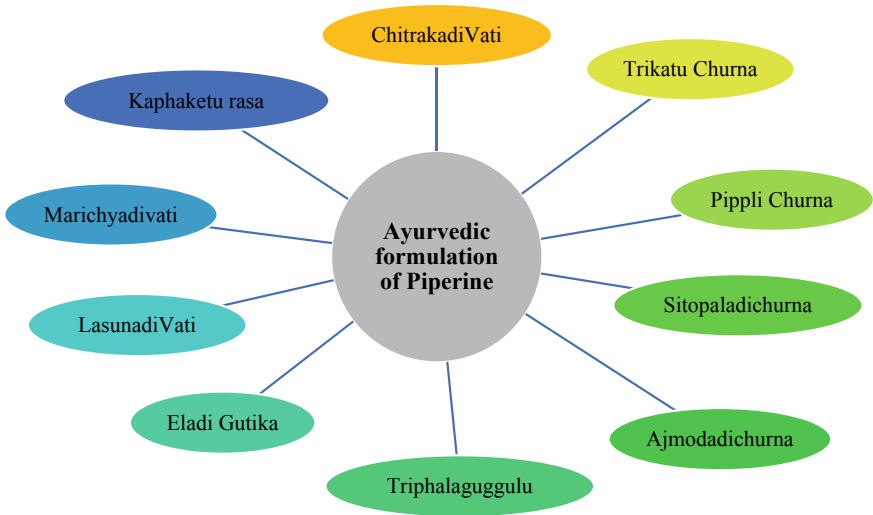 ChitrakadiVati
Trikatu Churna
Pippli Churna
Sitopaladichurna
Ajmodadichurna
Triphalaguggulu
Eladi Gutika
LasunadiVati
Marichyadivati
Kaphaketu rasa
Ayurvedic
formulation
of Piperine